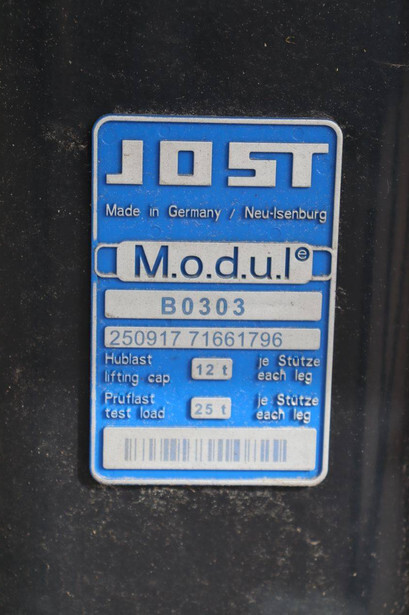 JOST
Made in Germany / Neu-Isenburg
M.o.d.u.l®
B0303
250917 71661796
Hublast 12 t je Stütze
lifting cap each leg
Prüflast 25 t je Stütze
test load each leg